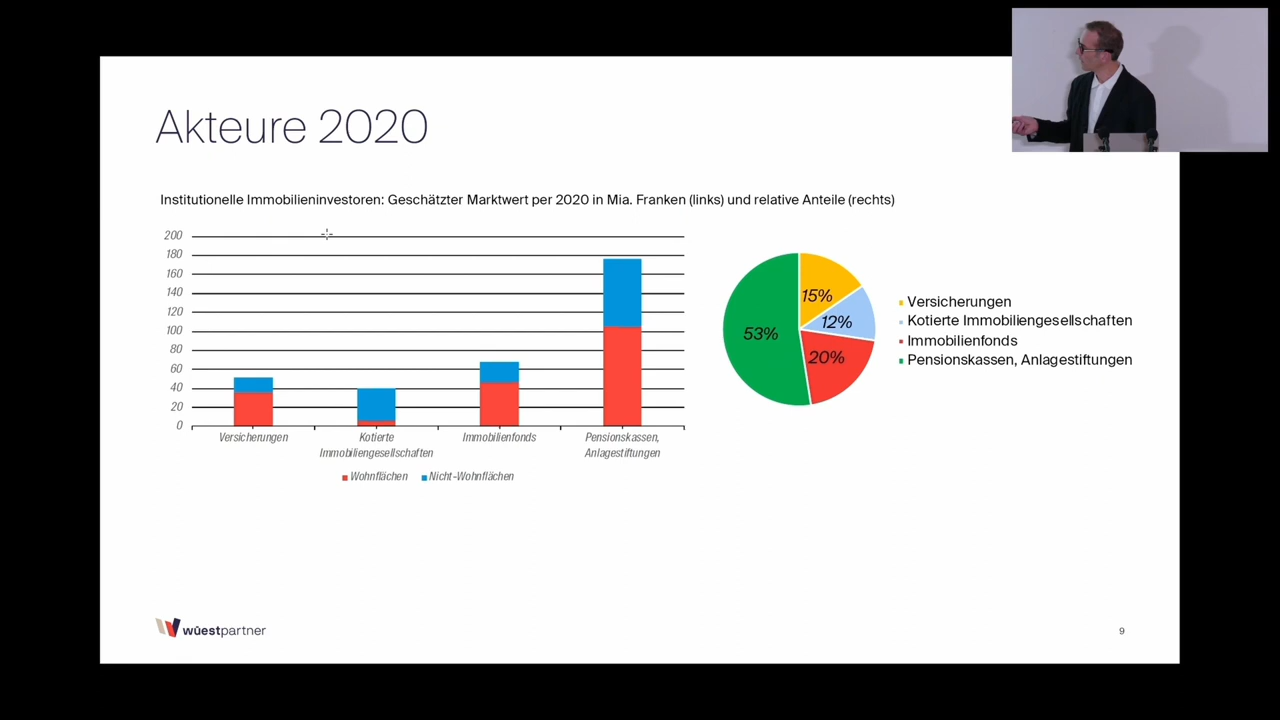 Akteure 2020
Institutionelle Immobilieninvestoren: Geschätzter Marktwert per 2020 in Mia. Franken (links) und relative Anteile (rechts)
200
180
160
140
120
100
80
60
40
20
0
Versicherungen
Kotierte
Immobiliengesellschaften
Immobilienfonds
Pensionskassen,
Anlagestiftungen
Wohnflächen
Nicht-Wohnflächen
15%
12%
20%
53%
Versicherungen
Kotierte Immobiliengesellschaften
Immobilienfonds
Pensionskassen, Anlagestiftungen
wüestpartner
9